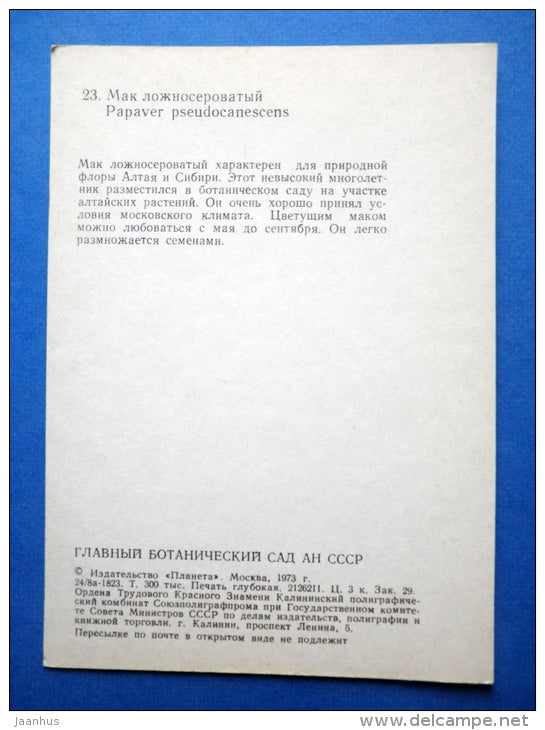 23. Мак ложносероватый
Papaver pseudocanescens
Мак ложносероватый характерен для природной
флоры Алтая и Сибири. Этот невысокий многолет-
ник разместился в ботаническом саду на участке
алтайских растений. Он очень хорошо принял ус-
ловия московского климата. Цветущим маком
можно любоваться с мая до сентября. Он легко
размножается семенами.
ГЛАВНЫЙ БОТАНИЧЕСКИЙ САД АН СССР
© Издательство «Планета». Москва, 1973 г.
24/8а-1823. Т. 300 тыс. Печать глубокая. 2126211. Ц. 3 к, Зак. 29.
Ордена Трудового Красного Знамени Калининский полиграфиче-
ский комбинат Союзполиграфпрома при Государственном комите-
те Совета Министров СССР по делам издательств, полиграфии и
книжной торговли. г. Калинин, проспект Ленина, 5.
Пересылке по почте в открытом виде не подлежит
jaanhus
www.delcampe.net